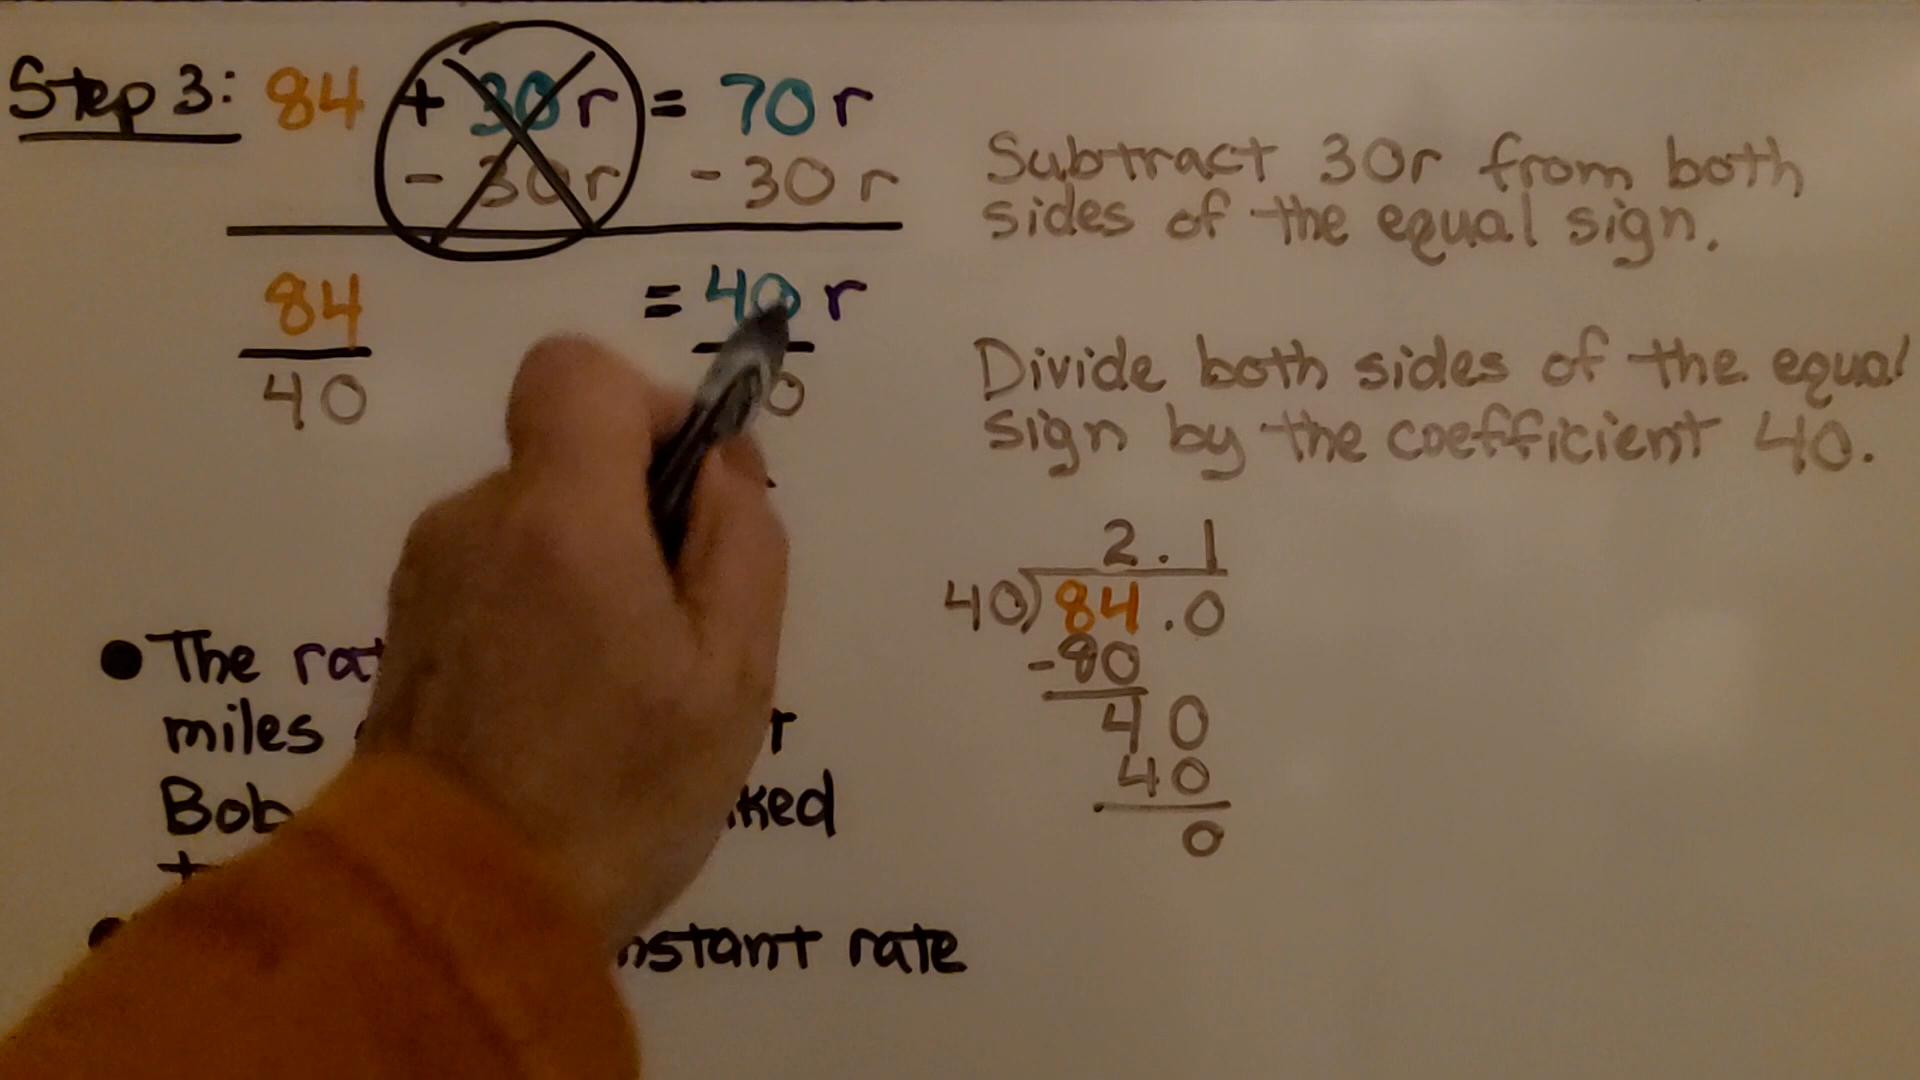 Step 3: 84 + 30r = 70r
- 30r - 30r
Subtract 30r from both
sides of the equal sign.
84 = 40r
40
Divide both sides of the equal
sign by the coefficient 40.
2.1
40)84.0
-80
40
40
0
The
miles
Bob
rate